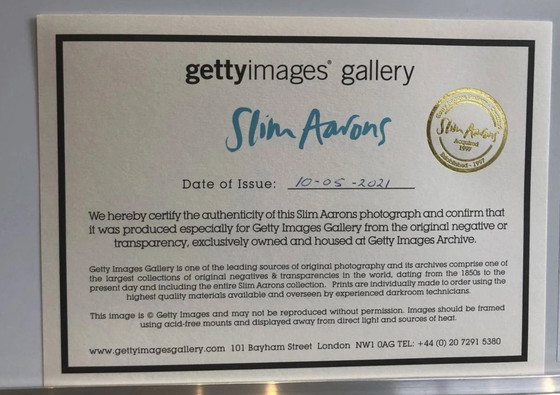 gettyimages® gallery
Slim Aarons
Slim Aarons
Acquired
1997
Established - 1997
Date of Issue: 10-05-2021
We hereby certify the authenticity of this Slim Aarons photograph and confirm that
it was produced especially for Getty Images Gallery from the original negative or
transparency, exclusively owned and housed at Getty Images Archive.
Getty Images Gallery is one of the leading sources of original photography and its archives comprise one of
the largest collections of original negatives & transparencies in the world, dating from the 1850s to the
present day and including the entire Slim Aarons collection. Prints are individually made to order using the
highest quality materials available and overseen by experienced darkroom technicians.
This image is © Getty Images and may not be reproduced without permission. Images should be framed
using acid-free mounts and displayed away from direct light and sources of heat.
www.gettyimagesgallery.com 101 Bayham Street London NW1 0AG TEL: +44 (0) 20 7291 5380